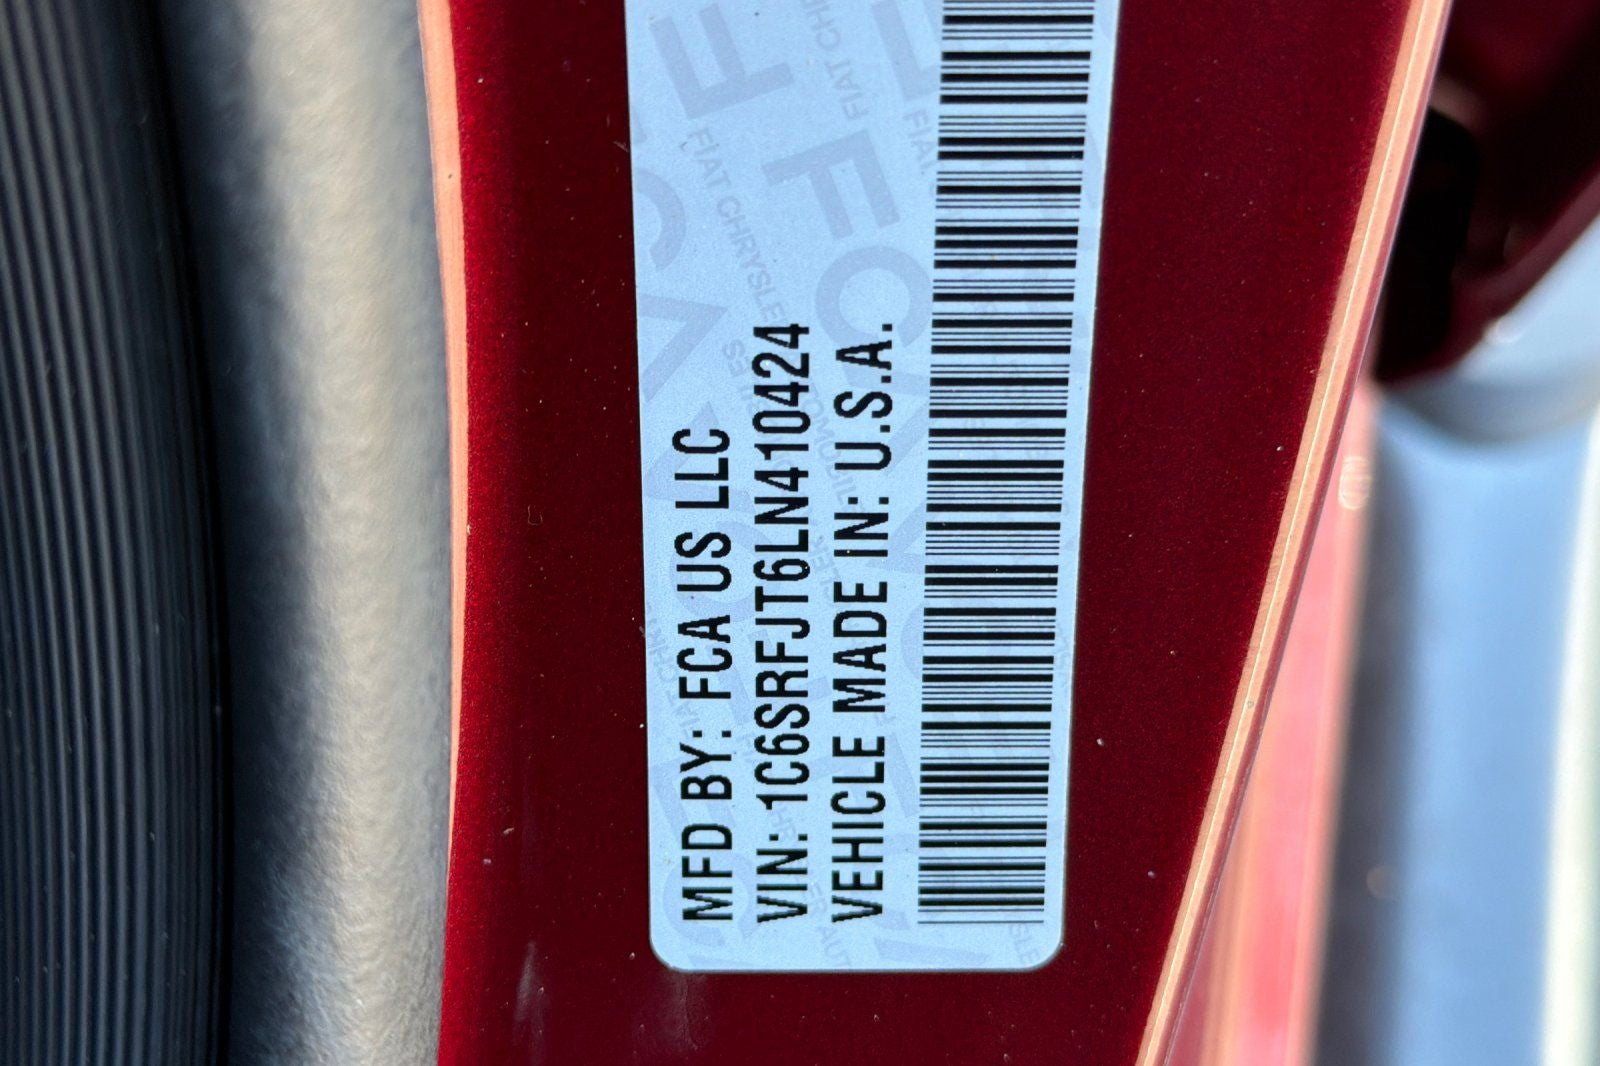 MFD BY: FCA US LLC
VIN: 1C6SRFJT6LN410424
VEHICLE MADE IN: U.S.A.